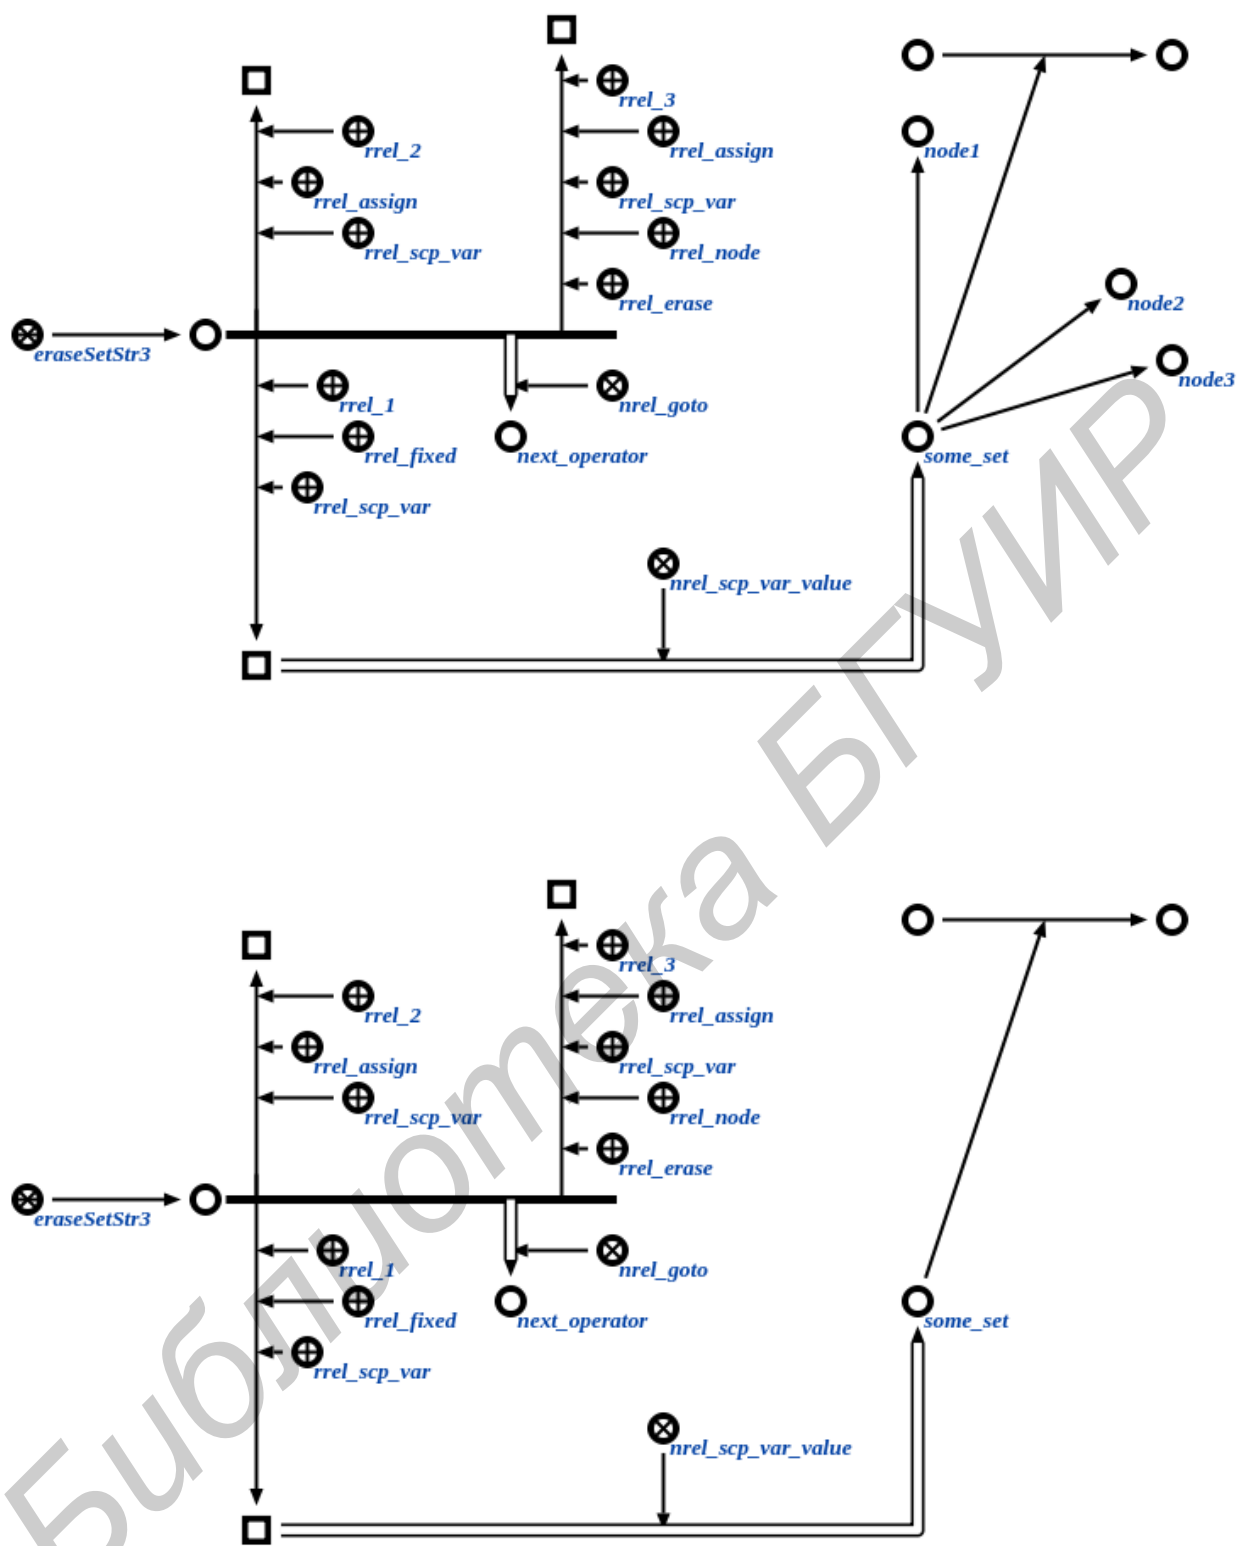 rrel_3
rrel_2
rrel_assign
node1
rrel_assign
rrel_scp_var
rrel_scp_var
rrel_node
rrel_erase
node2
eraseSetStr3
node3
rrel_1
nrel_goto
rrel_fixed
next_operator
some_set
rrel_scp_var
nrel_scp_var_value
rrel_3
rrel_2
rrel_assign
rrel_assign
rrel_scp_var
rrel_scp_var
rrel_node
rrel_erase
eraseSetStr3
rrel_1
nrel_goto
rrel_fixed
next_operator
some_set
rrel_scp_var
nrel_scp_var_value
Библиотека БГУИР